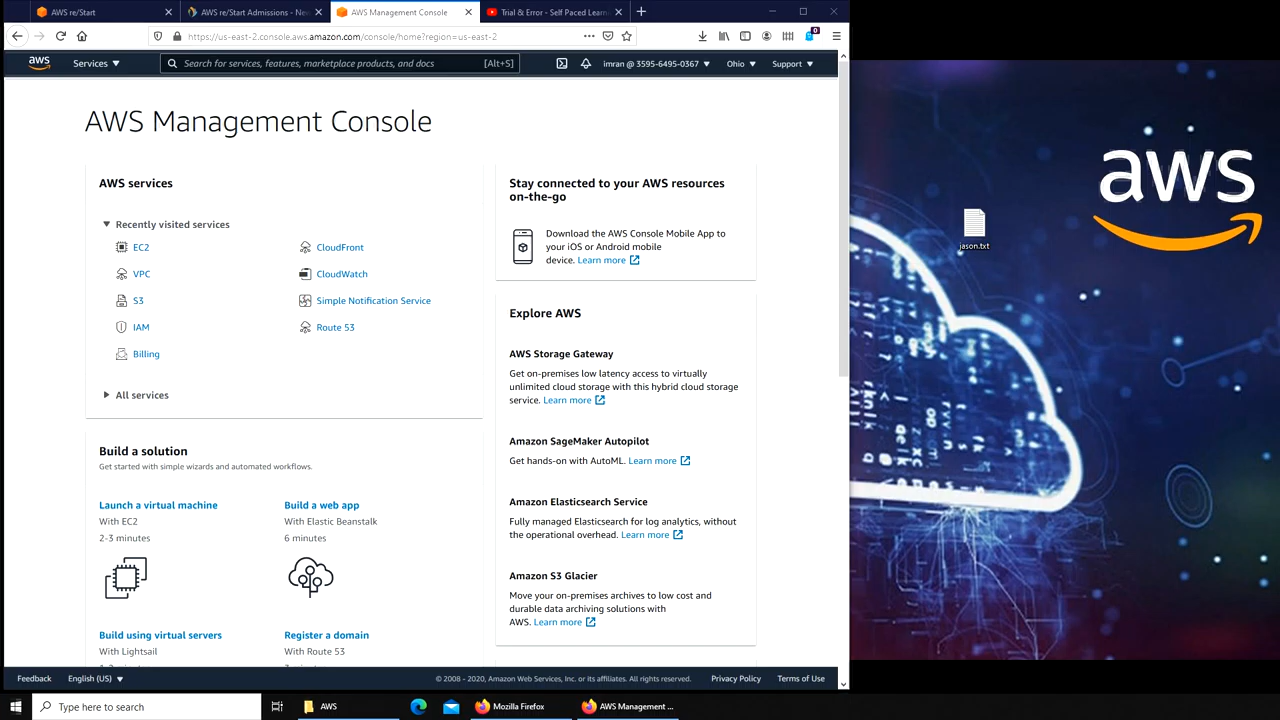 AWS re/Start
AWS re/Start Admissions - Ne
AWS Management Console
Trial & Error - Self Paced Learn
https://us-east-2.console.aws.amazon.com/console/home?region=us-east-2
aws
Services
Search for services, features, marketplace products, and docs
[Alt+S]
imran @ 3595-6495-0367
Ohio
Support
AWS Management Console
AWS services
Recently visited services
EC2
CloudFront
VPC
CloudWatch
S3
Simple Notification Service
IAM
Route 53
Billing
All services
Build a solution
Get started with simple wizards and automated workflows.
Launch a virtual machine
With EC2
2-3 minutes
Build a web app
With Elastic Beanstalk
6 minutes
Build using virtual servers
With Lightsail
Register a domain
With Route 53
Stay connected to your AWS resources
on-the-go
Download the AWS Console Mobile App to
your iOS or Android mobile
device. Learn more
Explore AWS
AWS Storage Gateway
Get on-premises low latency access to virtually
unlimited cloud storage with this hybrid cloud storage
service. Learn more
Amazon SageMaker Autopilot
Get hands-on with AutoML. Learn more
Amazon Elasticsearch Service
Fully managed Elasticsearch for log analytics, without
the operational overhead. Learn more
Amazon S3 Glacier
Move your on-premises archives to low cost and
durable data archiving solutions with
AWS. Learn more
Feedback
English (US)
© 2008 - 2020, Amazon Web Services, Inc. or its affiliates. All rights reserved.
Privacy Policy
Terms of Use
jason.txt
aws
Type here to search
AWS
Mozilla Firefox
AWS Management ...